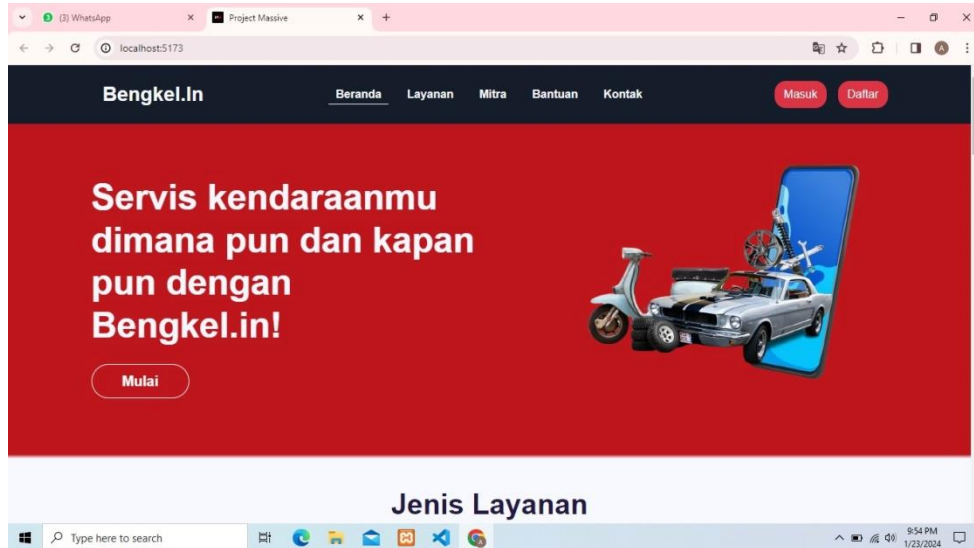 (3) WhatsApp
Project Massive
localhost:5173
Bengkel.In
Beranda Layanan Mitra Bantuan Kontak
Masuk Daftar
Servis kendaraanmu
dimana pun dan kapan
pun dengan
Bengkel.in!
Mulai
Jenis Layanan
Type here to search
9:54 PM
1/23/2024